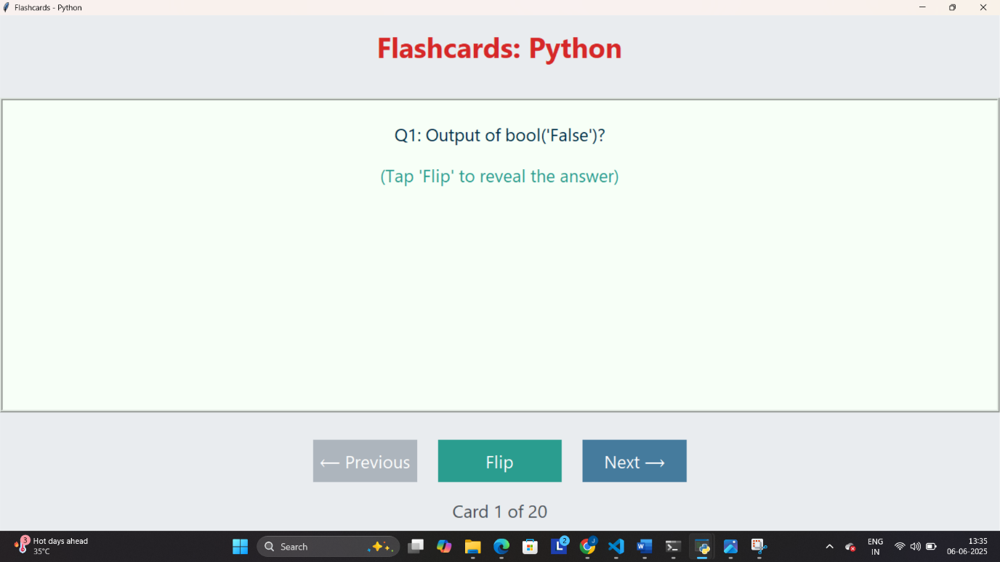 Flashcards - Python
Flashcards: Python
Q1: Output of bool('False')?
(Tap 'Flip' to reveal the answer)
⟵ Previous
Flip
Next ⟶
Card 1 of 20
3
Hot days ahead
35°C
Search
L
2
J
ENG
IN
13:35
06-06-2025